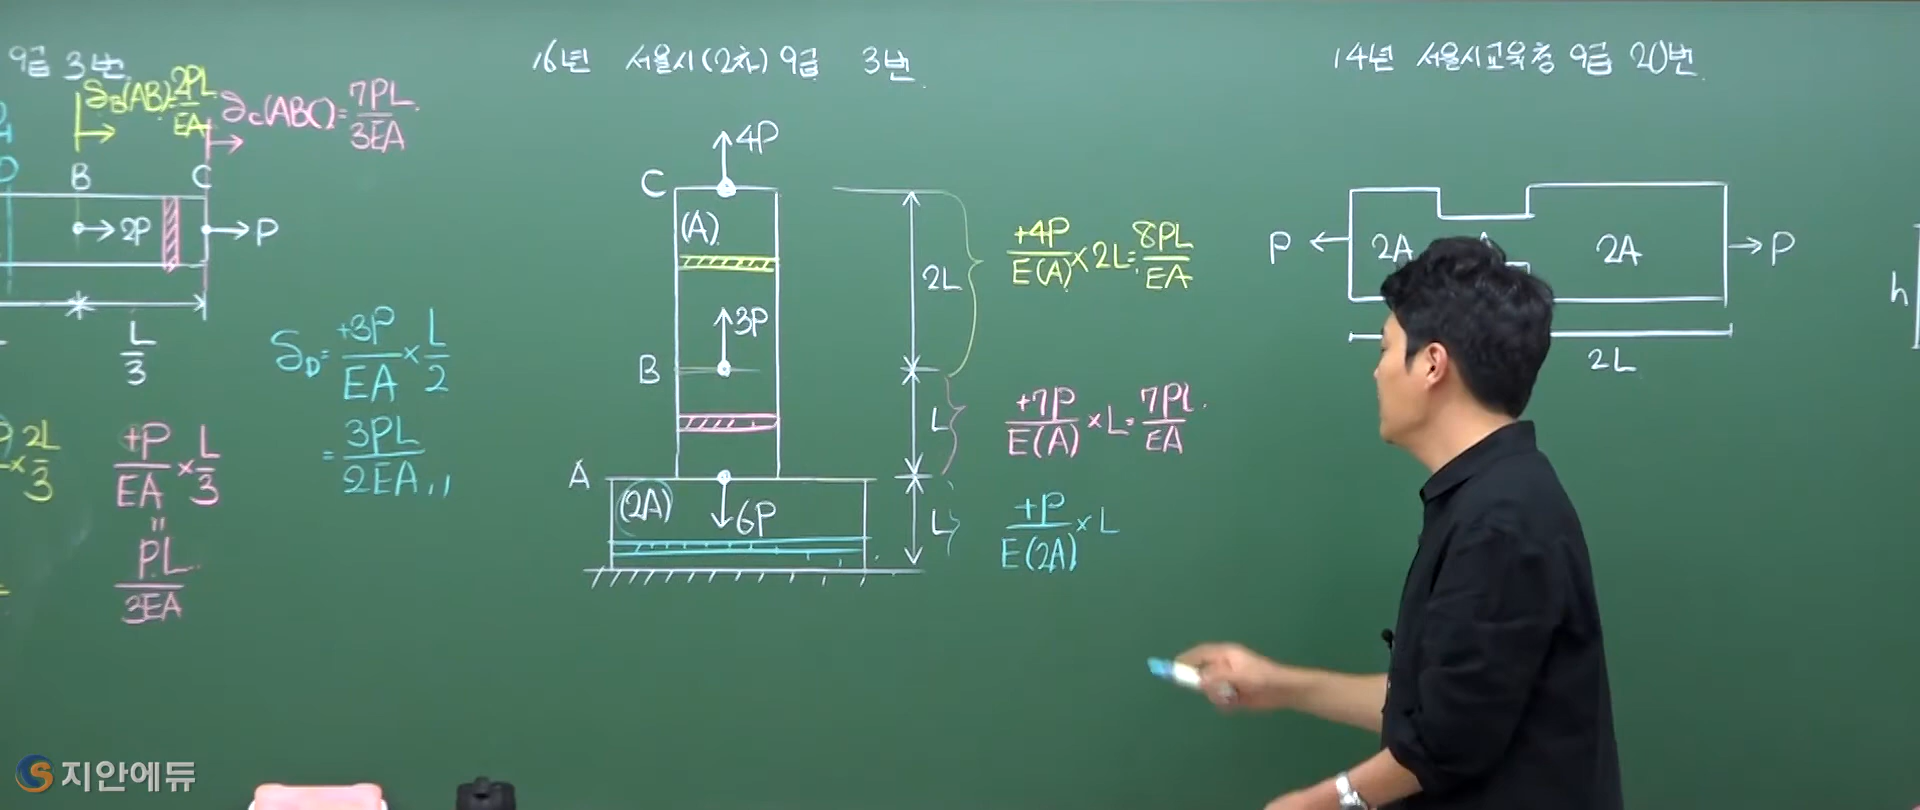 9급 3번
δB(AB)=2PL/EA
δC(ABC)=7PL/3EA
B
C
2P
P
L/3
δD=+3P/EA×L/2
=3PL/2EA,,
×2L/3
+P/EA×L/3
"
PL/3EA
16년 서울시(2차) 9급 3번
4P
C
(A)
2L
3P
B
L
A
(2A)
6P
L
+4P/E(A)×2L=8PL/EA
+7P/E(A)×L=7PL/EA
+P/E(2A)×L
14년 서울시교육청 9급 20번
P
2A
2A
P
2L
h
지안에듀